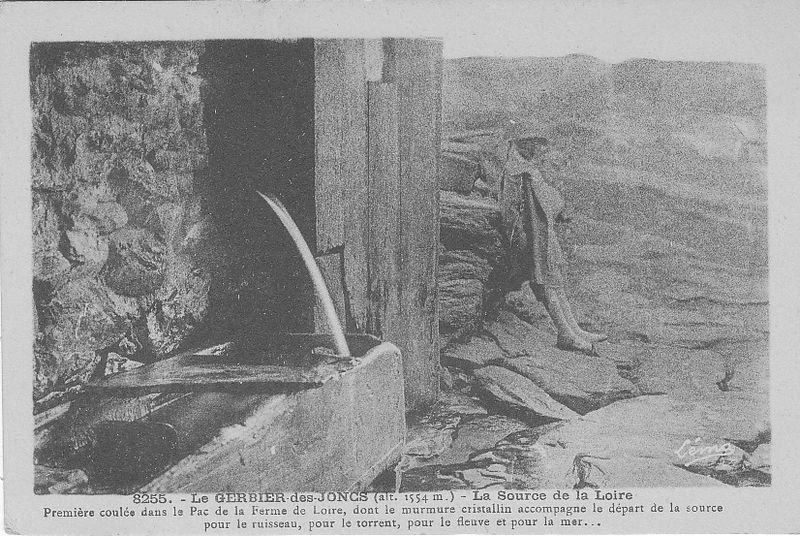 Lémo
8255. - Le GERBIER-des-JONCS (alt. 1554 m.) - La Source de la Loire
Première coulée dans le Pac de la Ferme de Loire, dont le murmure cristallin accompagne le départ de la source
pour le ruisseau, pour le torrent, pour le fleuve et pour la mer...